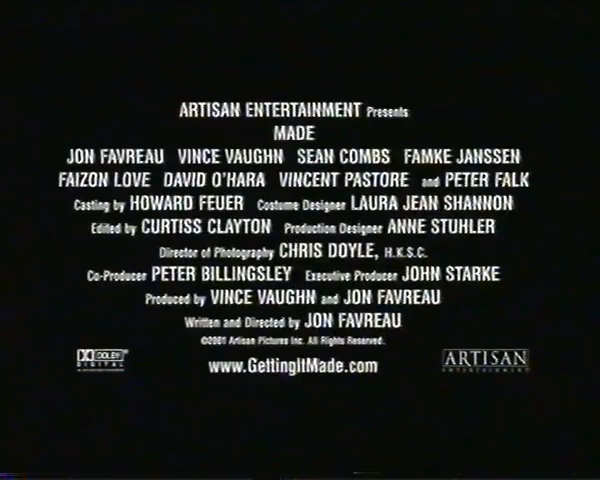 ARTISAN ENTERTAINMENT Presents
MADE
JON FAVREAU VINCE VAUGHN SEAN COMBS FAMKE JANSSEN
FAIZON LOVE DAVID O'HARA VINCENT PASTORE and PETER FALK
Casting by HOWARD FEUER Costume Designer LAURA JEAN SHANNON
Edited by CURTISS CLAYTON Production Designer ANNE STUHLER
Director of Photography CHRIS DOYLE, H.K.S.C.
Co-Producer PETER BILLINGSLEY Executive Producer JOHN STARKE
Produced by VINCE VAUGHN and JON FAVREAU
Written and Directed by JON FAVREAU
©2001 Artisan Pictures Inc. All Rights Reserved.
DOLBY
DIGITAL
www.GettingItMade.com
ARTISAN
ENTERTAINMENT